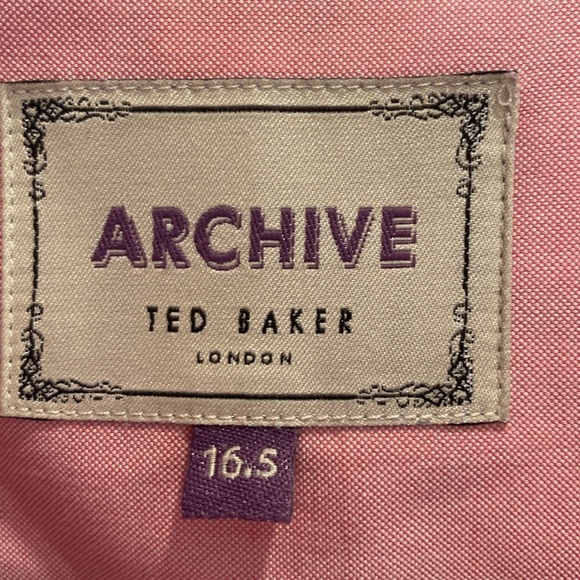 ARCHIVE
TED BAKER
LONDON
16.5